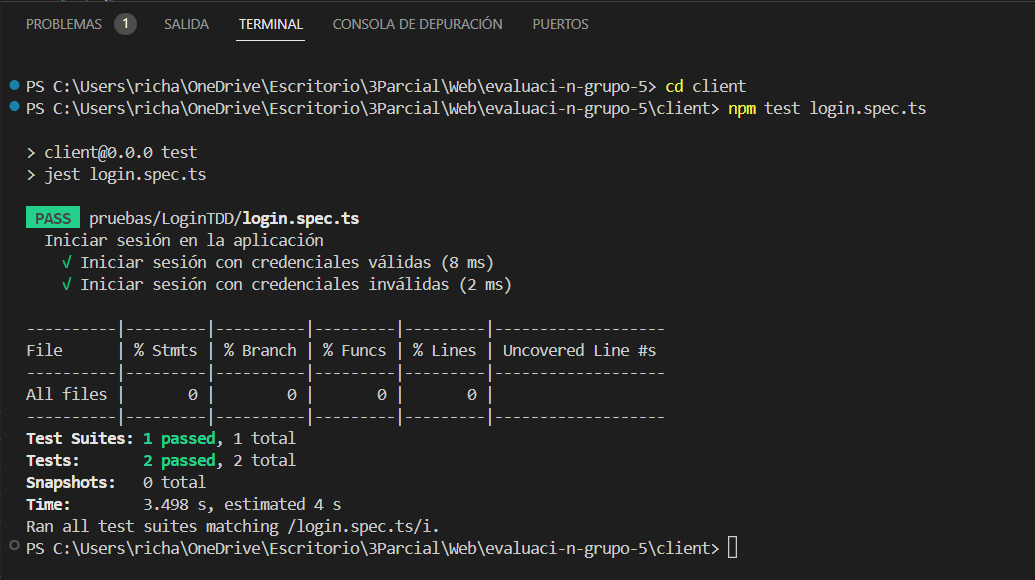 PROBLEMAS 1 SALIDA TERMINAL CONSOLA DE DEPURACIÓN PUERTOS
PS C:\Users\richa\OneDrive\Escritorio\3Parcial\Web\evaluaci-n-grupo-5> cd client
PS C:\Users\richa\OneDrive\Escritorio\3Parcial\Web\evaluaci-n-grupo-5\client> npm test login.spec.ts
> client@0.0.0 test
> jest login.spec.ts
PASS pruebas/LoginTDD/login.spec.ts
Iniciar sesión en la aplicación
√ Iniciar sesión con credenciales válidas (8 ms)
√ Iniciar sesión con credenciales inválidas (2 ms)
----------|---------|----------|---------|---------|-------------------
File      | % Stmts | % Branch | % Funcs | % Lines | Uncovered Line #s
----------|---------|----------|---------|---------|-------------------
All files |       0 |        0 |       0 |       0 |
----------|---------|----------|---------|---------|-------------------
Test Suites: 1 passed, 1 total
Tests:       2 passed, 2 total
Snapshots:   0 total
Time:        3.498 s, estimated 4 s
Ran all test suites matching /login.spec.ts/i.
PS C:\Users\richa\OneDrive\Escritorio\3Parcial\Web\evaluaci-n-grupo-5\client>